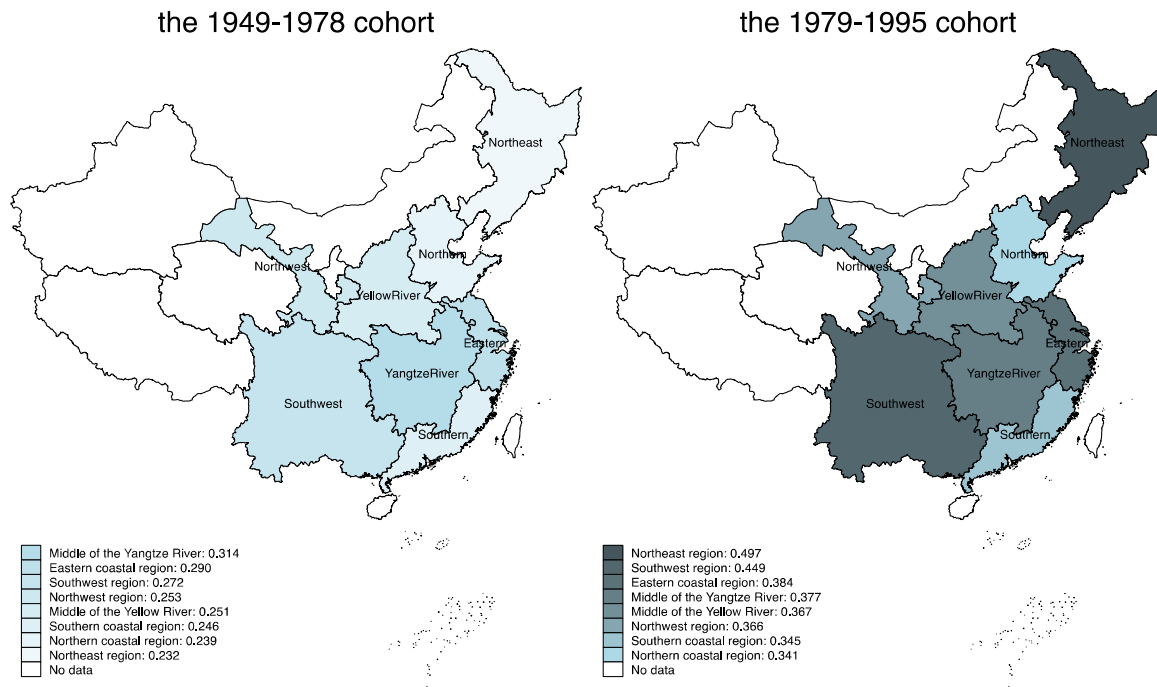 the 1949-1978 cohort
Northeast
Northern
Northwest
YellowRiver
Eastern
YangtzeRiver
Southwest
Southern
Middle of the Yangtze River: 0.314
Eastern coastal region: 0.290
Southwest region: 0.272
Northwest region: 0.253
Middle of the Yellow River: 0.251
Southern coastal region: 0.246
Northern coastal region: 0.239
Northeast region: 0.232
No data
the 1979-1995 cohort
Northeast
Northern
Northwest
YellowRiver
Eastern
YangtzeRiver
Southwest
Southern
Northeast region: 0.497
Southwest region: 0.449
Eastern coastal region: 0.384
Middle of the Yangtze River: 0.377
Middle of the Yellow River: 0.367
Northwest region: 0.366
Southern coastal region: 0.345
Northern coastal region: 0.341
No data